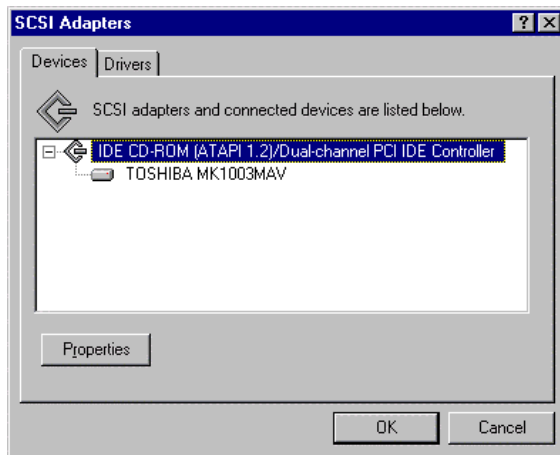 SCSI Adapters
Devices
Drivers
SCSI adapters and connected devices are listed below.
IDE CD-ROM (ATAPI 1.2)/Dual-channel PCI IDE Controller
TOSHIBA MK1003MAV
Properties
OK
Cancel